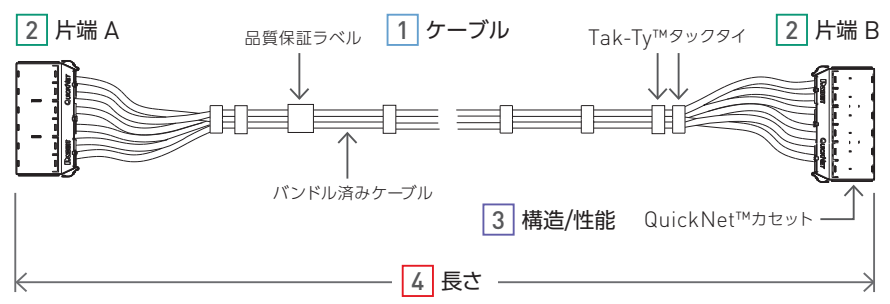 2 片端 A
品質保証ラベル
1 ケーブル
Tak-Ty™タックタイ
2 片端 B
QuickNet
QuickNet
バンドル済みケーブル
3 構造/性能
QuickNet™カセット
4 長さ